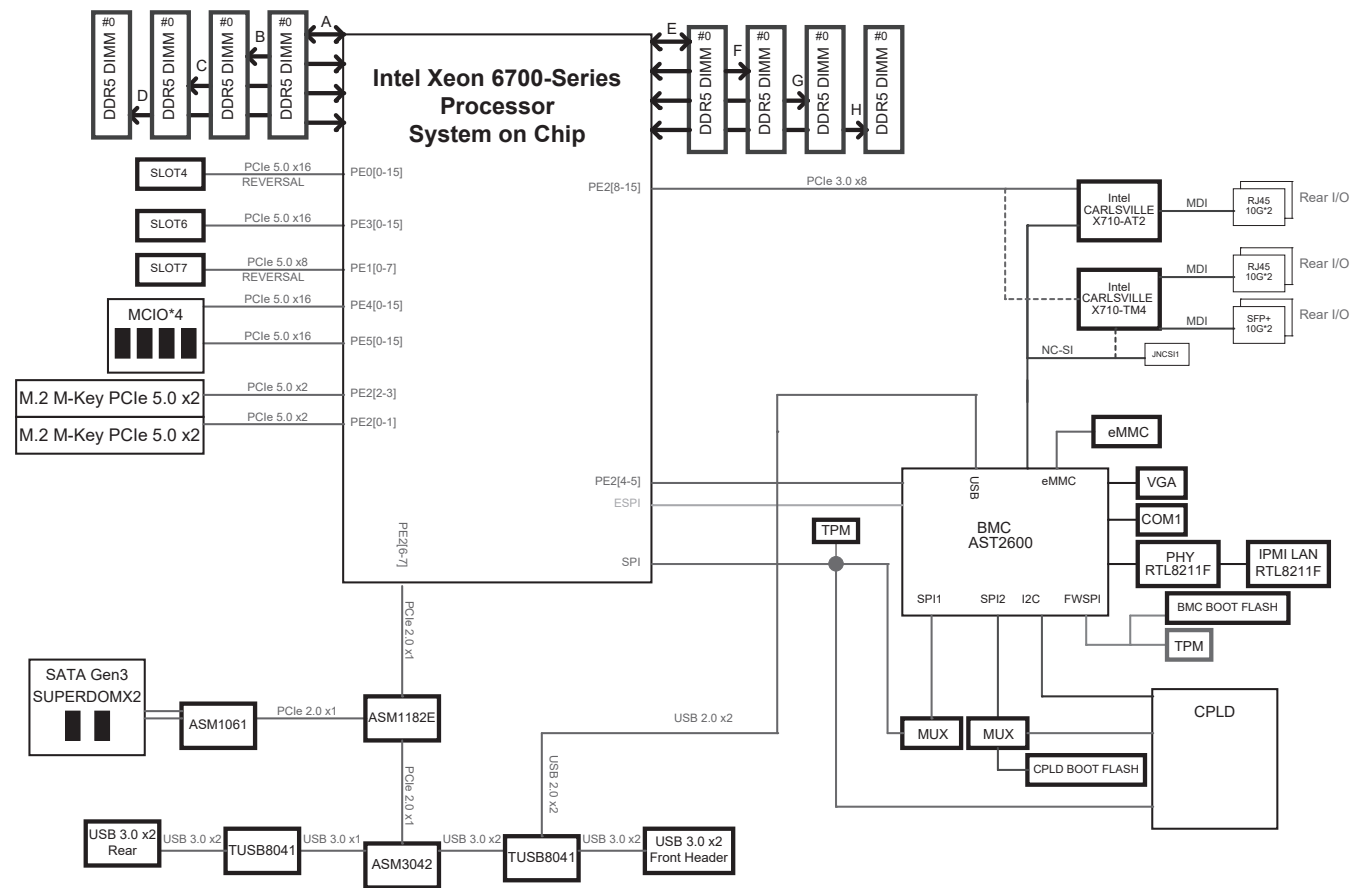 #0
DDR5 DIMM
#0
DDR5 DIMM
#0
DDR5 DIMM
#0
DDR5 DIMM
A
B
C
D
Intel Xeon 6700-Series
Processor
System on Chip
E
F
G
H
#0
DDR5 DIMM
#0
DDR5 DIMM
#0
DDR5 DIMM
#0
DDR5 DIMM
SLOT4
PCIe 5.0 x16
REVERSAL
PE0[0-15]
SLOT6
PCIe 5.0 x16
PE3[0-15]
SLOT7
PCIe 5.0 x8
REVERSAL
PE1[0-7]
MCIO*4
PCIe 5.0 x16
PE4[0-15]
PCIe 5.0 x16
PE5[0-15]
M.2 M-Key PCIe 5.0 x2
PCIe 5.0 x2
PE2[2-3]
M.2 M-Key PCIe 5.0 x2
PCIe 5.0 x2
PE2[0-1]
PE2[8-15]
PCIe 3.0 x8
Intel
CARLSVILLE
X710-AT2
MDI
RJ45
10G*2
Rear I/O
Intel
CARLSVILLE
X710-TM4
MDI
RJ45
10G*2
Rear I/O
MDI
SFP+
10G*2
Rear I/O
NC-SI
JNCSI1
eMMC
PE2[4-5]
ESPI
SPI
PE2[6-7]
TPM
USB
eMMC
BMC
AST2600
SPI1
SPI2
I2C
FWSPI
VGA
COM1
PHY
RTL8211F
IPMI LAN
RTL8211F
BMC BOOT FLASH
TPM
PCIe 2.0 x1
SATA Gen3
SUPERDOMX2
ASM1061
PCIe 2.0 x1
ASM1182E
USB 2.0 x2
MUX
MUX
CPLD BOOT FLASH
CPLD
PCIe 2.0 x1
USB 2.0 x2
USB 3.0 x2
Rear
USB 3.0 x2
TUSB8041
USB 3.0 x1
ASM3042
USB 3.0 x2
TUSB8041
USB 3.0 x2
USB 3.0 x2
Front Header